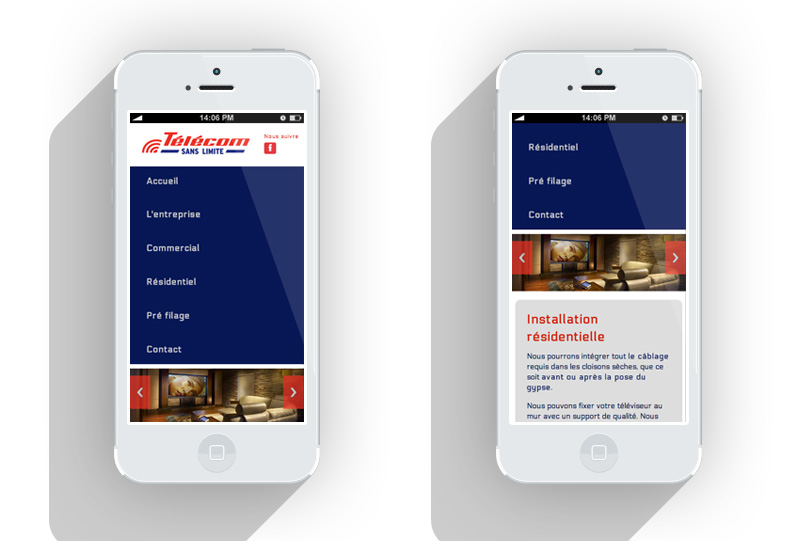 14:06 PM
Télécom
SANS LIMITE
Nous suivre
f
Accueil
L'entreprise
Commercial
Résidentiel
Pré filage
Contact
14:06 PM
Résidentiel
Pré filage
Contact
Installation
résidentielle
Nous pourrons intégrer tout le câblage
requis dans les cloisons sèches, que ce
soit avant ou après la pose du
gypse.
Nous pouvons fixer votre téléviseur au
mur avec un support de qualité. Nous